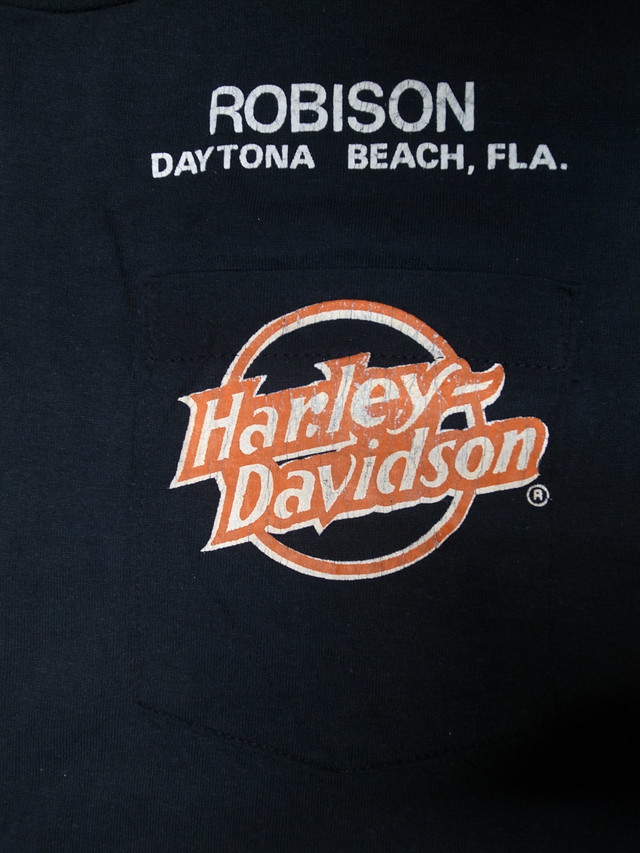 ROBISON
DAYTONA BEACH, FLA.
Harley-
Davidson
®